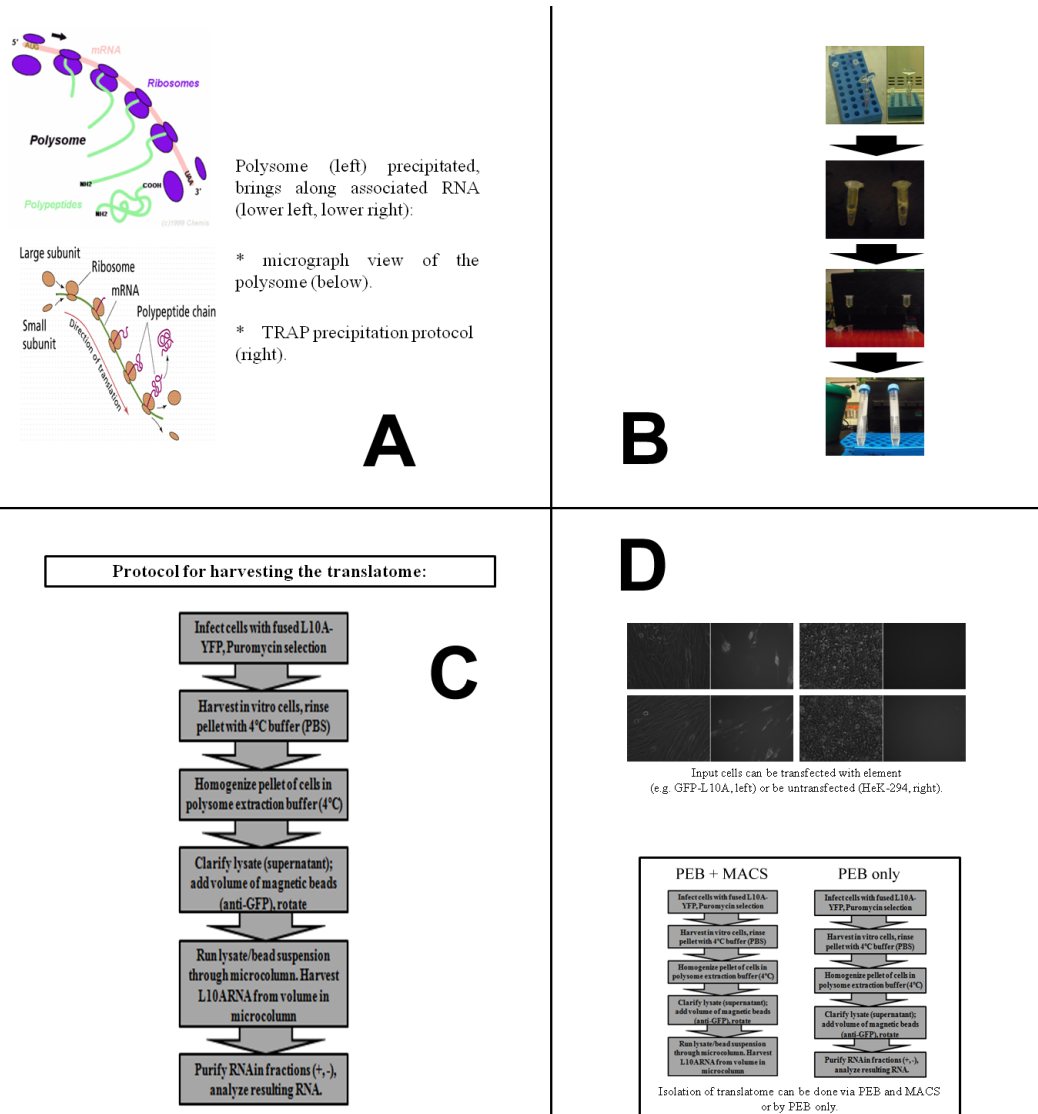 5'
AUG
mRNA
Ribosomes
Polysome
UAA
3'
NH2
COOH
Polypeptides
NH2
(c)1999 Chemis
Large subunit
Ribosome
mRNA
Polypeptide chain
Small
subunit
Direction of translation
Polysome (left) precipitated,
brings along associated RNA
(lower left, lower right):
* micrograph view of the
polysome (below).
* TRAP precipitation protocol
(right).
A
B
Protocol for harvesting the translatome:
Infect cells with fused L10A-
YFP, Puromycin selection
Harvest in vitro cells, rinse
pellet with 4°C buffer (PBS)
Homogenize pellet of cells in
polysome extraction buffer (4°C)
Clarify lysate (supernatant);
add volume of magnetic beads
(anti-GFP), rotate
Run lysate/bead suspension
through microcolumn. Harvest
L10ARNA from volume in
microcolumn
Purify RNA in fractions (+,-),
analyze resulting RNA.
C
D
Input cells can be transfected with element
(e.g. GFP-L10A, left) or be untransfected (HeK-294, right).
PEB + MACS
Infect cells with fused L10A-
YFP, Puromycin selection
Harvest in vitro cells, rinse
pellet with 4°C buffer (PBS)
Homogenize pellet of cells in
polysome extraction buffer (4°C)
Clarify lysate (supernatant);
add volume of magnetic beads
(anti-GFP), rotate
Run lysate/bead suspension
through microcolumn. Harvest
L10ARNA from volume in
microcolumn
PEB only
Infect cells with fused L10A-
YFP, Puromycin selection
Harvest in vitro cells, rinse
pellet with 4°C buffer (PBS)
Homogenize pellet of cells in
polysome extraction buffer (4°C)
Clarify lysate (supernatant);
add volume of magnetic beads
(anti-GFP), rotate
Purify RNA in fractions (+,-),
analyze resulting RNA.
Isolation of translatome can be done via PEB and MACS
or by PEB only.